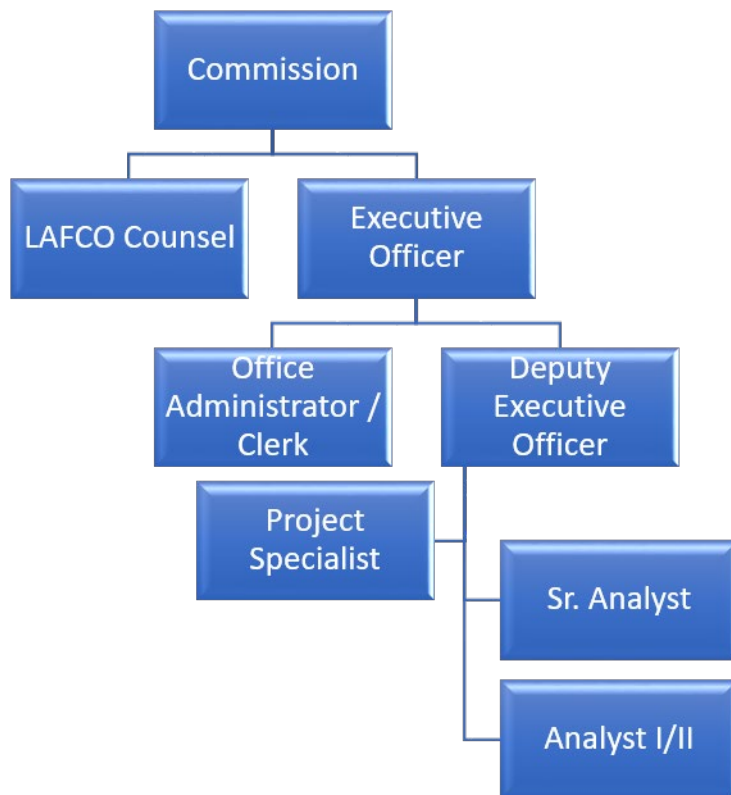 Commission
LAFCO Counsel
Executive
Officer
Office
Administrator /
Clerk
Deputy
Executive
Officer
Project
Specialist
Sr. Analyst
Analyst I/II